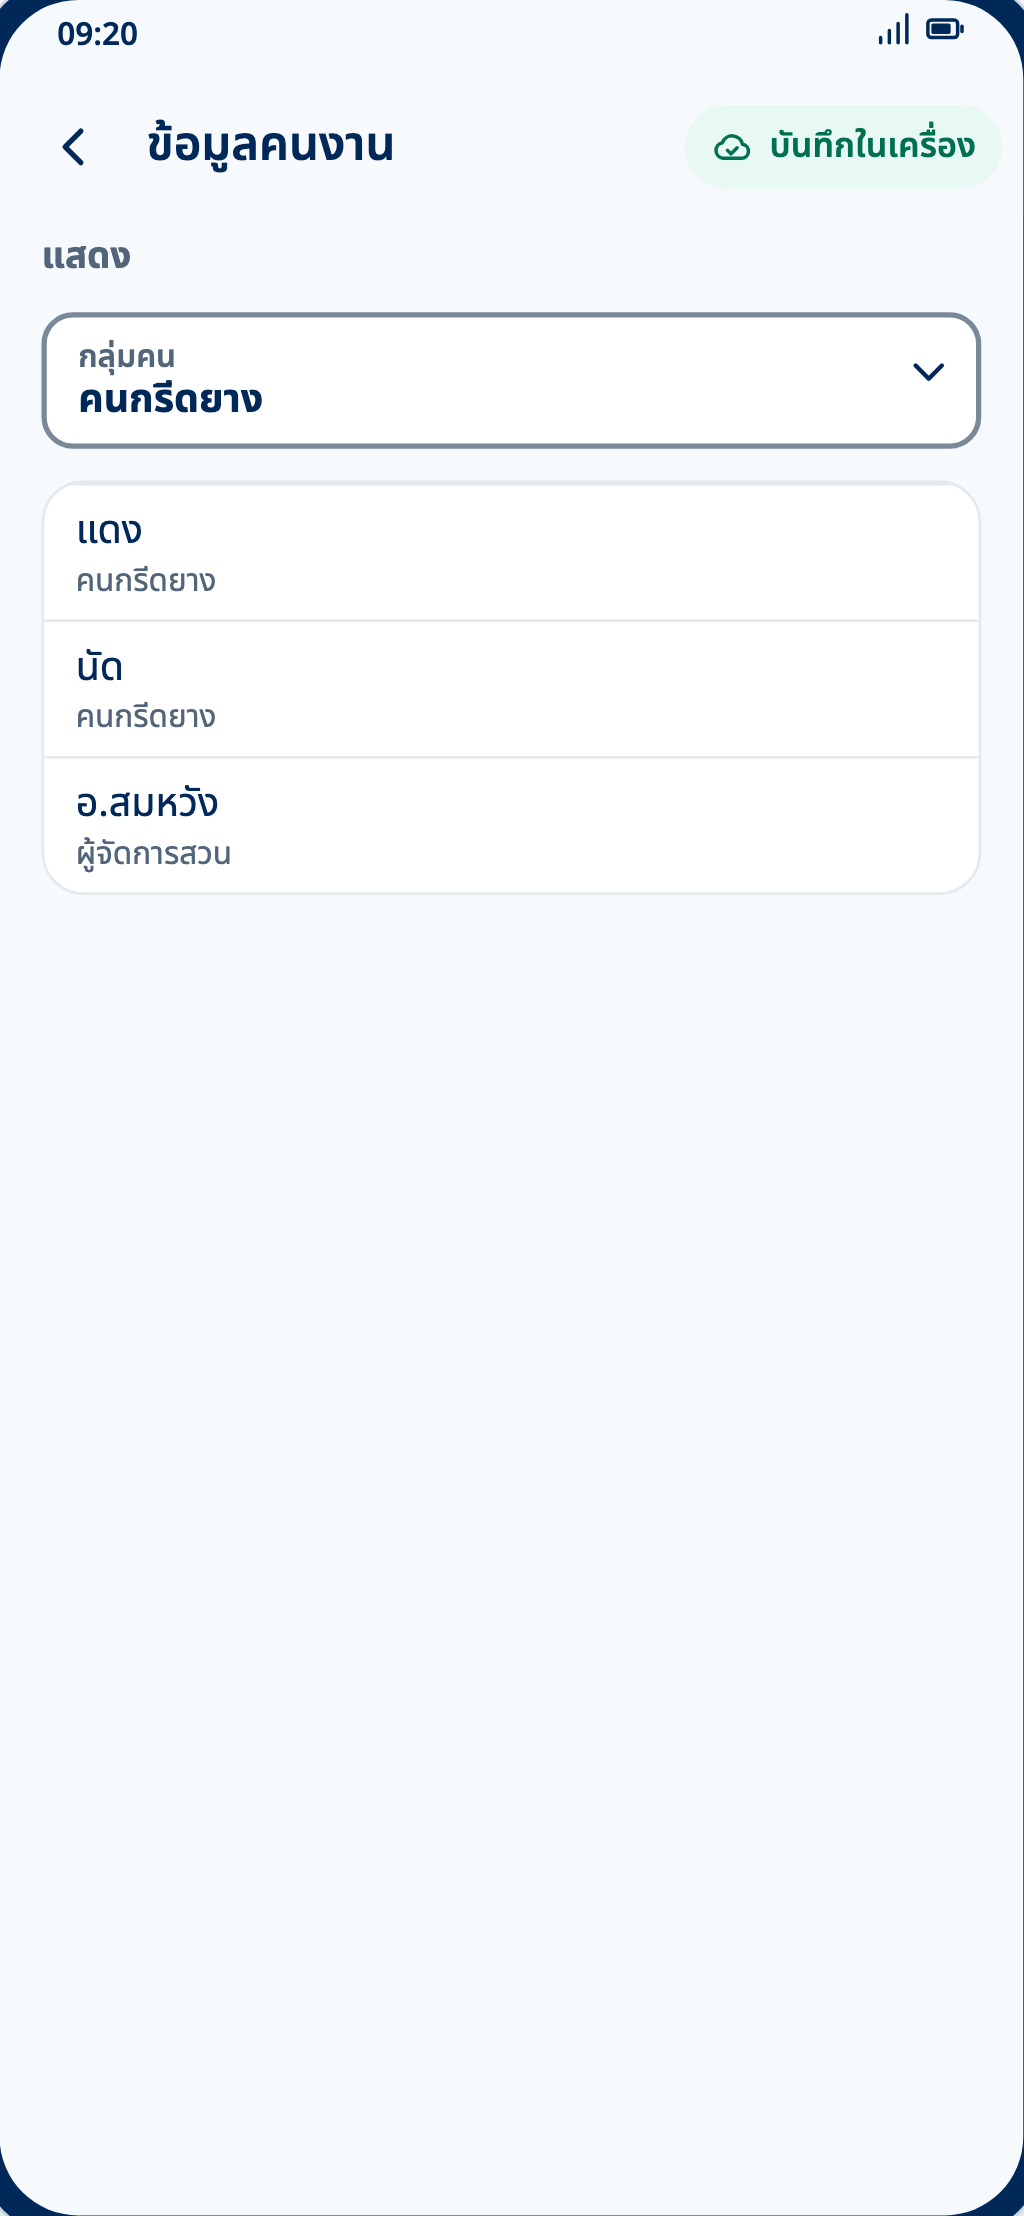 09:20
ข้อมูลคนงาน
บันทึกในเครื่อง
แสดง
กลุ่มคน
คนกรีดยาง
แดง
คนกรีดยาง
นัด
คนกรีดยาง
อ.สมหวัง
ผู้จัดการสวน